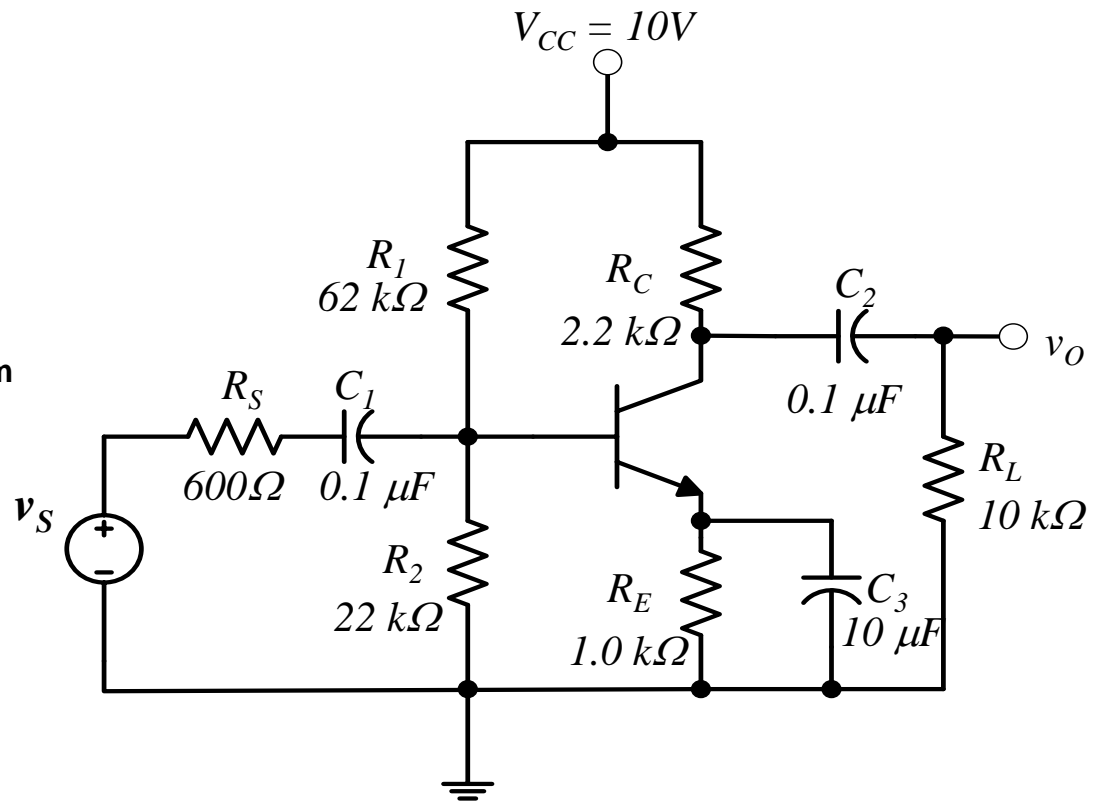 V_CC = 10V
R_1
62 kΩ
R_C
2.2 kΩ
C_2
0.1 μF
v_O
m
R_S
C_1
600Ω
0.1 μF
v_S
+
−
R_2
22 kΩ
R_E
1.0 kΩ
C_3
10 μF
R_L
10 kΩ